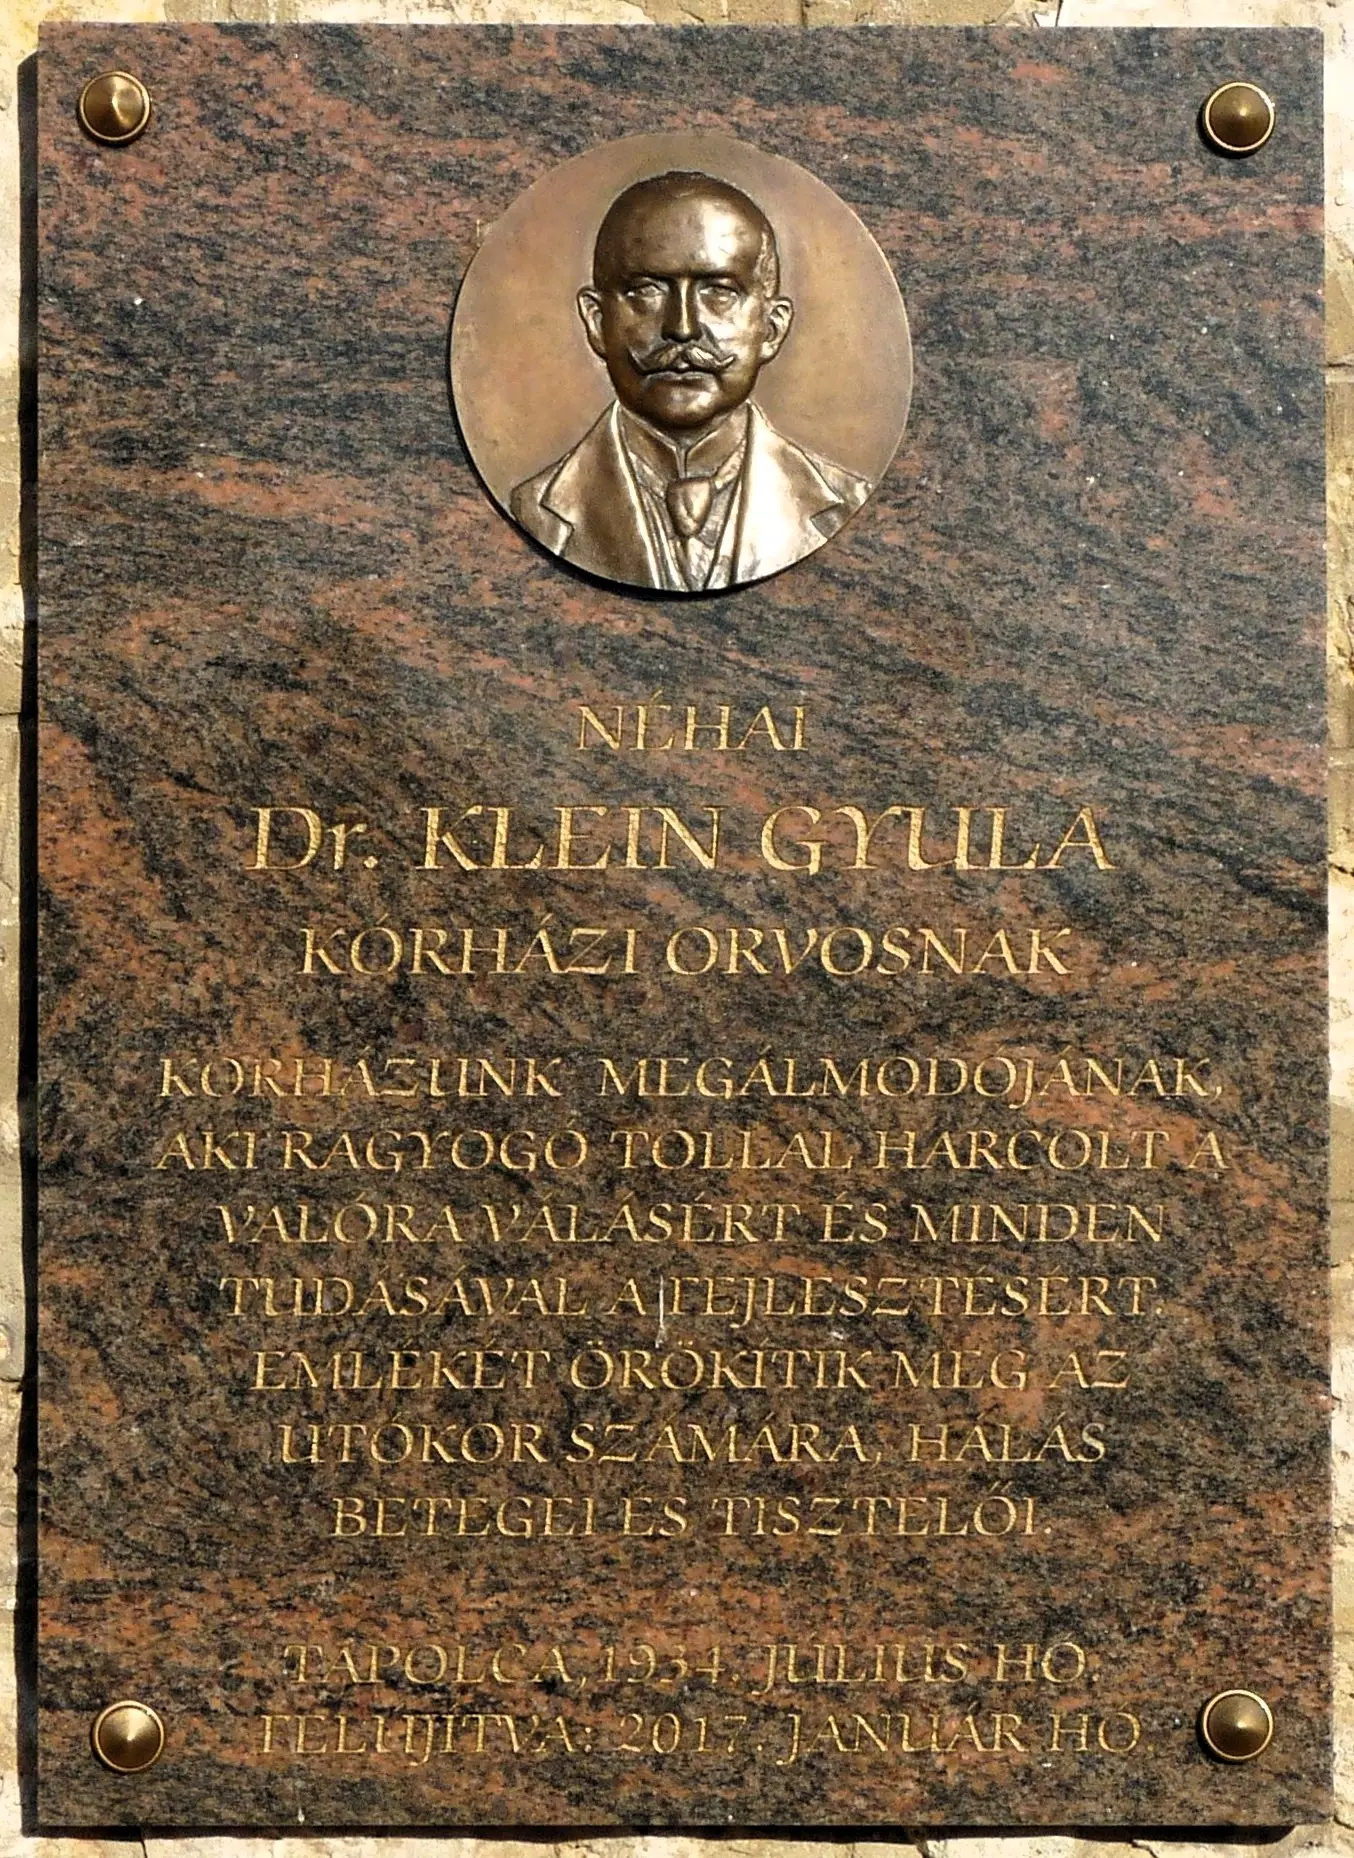 NÉHAI
Dr. KLEIN GYULA
KÓRHÁZI ORVOSNAK
KÓRHÁZUNK MEGÁLMODÓJÁNAK,
AKI RAGYOGÓ TOLLAL HARCOLT A
VALÓRA VÁLÁSÉRT ÉS MINDEN
TUDÁSÁVAL A FEJLESZTÉSÉRT.
EMLÉKÉT ÖRÖKÍTIK MEG AZ
UTÓKOR SZÁMÁRA, HÁLÁS
BETEGEI ÉS TISZTELŐI.
TAPOLCA, 1934. JÚLIUS HÓ.
FELÚJÍTVA: 2017. JANUÁR HÓ.